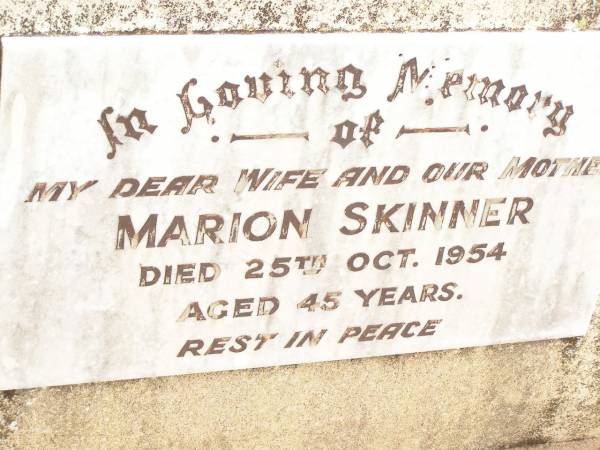 In Loving Memory
of
MY DEAR WIFE AND OUR MOTHE
MARION SKINNER
DIED 25TH OCT. 1954
AGED 45 YEARS.
REST IN PEACE